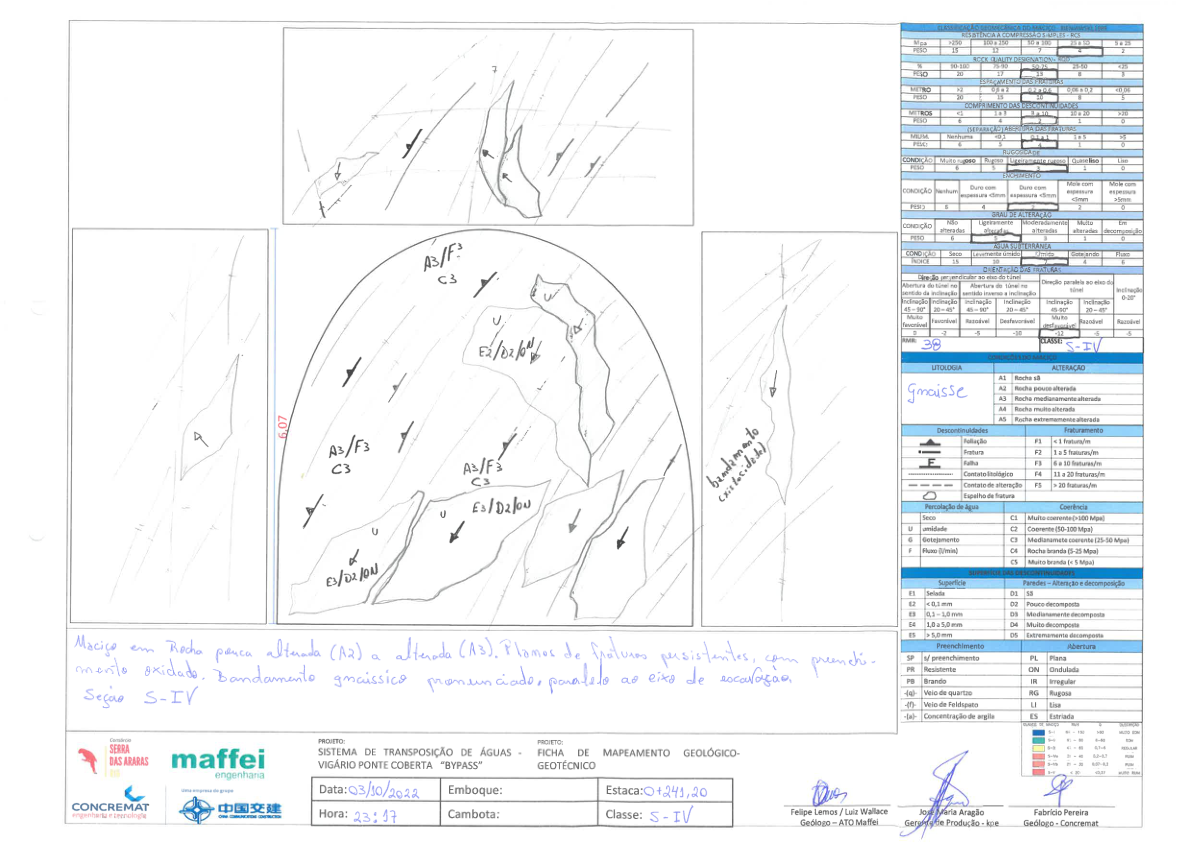 CLASSIFICAÇÃO GEOMECÂNICA DO MACIÇO - BIENIAWSKI, 1989
RESISTÊNCIA A COMPRESSÃO SIMPLES - RCS
Mpa >250 100 a 250 50 a 100 25 a 50 5 a 25
PESO 15 12 7 4 2
ROCK QUALITY DESIGNATION - RQD
% 90-100 75-90 50-75 25-50 <25
PESO 20 17 13 8 3
ESPAÇAMENTO DAS FRATURAS
METRO >2 0,6 a 2 0,2 a 0,6 0,06 a 0,2 <0,06
PESO 20 15 10 8 5
COMPRIMENTO DAS DESCONTINUIDADES
METROS <1 1 a 3 3 a 10 10 a 20 >20
PESO 6 4 2 1 0
(SEPARAÇÃO) ABERTURA DAS FRATURAS
MILIM. Nenhuma <0,1 0,1 a 1 1 a 5 >5
PESO 6 5 4 1 0
RUGOSIDADE
CONDIÇÃO Muito rugoso Rugoso Ligeiramente rugoso Quine liso Liso
PESO 6 5 3 1 0
ENCHIMENTO
CONDIÇÃO Nenhum Duro com espessura <5mm Duro com espessura <5mm Mole com espessura <5mm Mole com espessura >5mm
PESO 6 4 2 2 0
GRAU DE ALTERAÇÃO
CONDIÇÃO Não alteradas Ligeiramente alteradas Moderadamente alteradas Muito alteradas Em decomposição
PESO 6 5 3 1 0
ÁGUA SUBTERRÂNEA
CONDIÇÃO Seco Levemente úmido Úmido Gotejando Fluxo
ÍNDICE 15 10 7 4 0
ORIENTAÇÃO DAS FRATURAS
Direção perpendicular ao eixo do túnel
Direção paralela ao eixo do túnel
Inclinação 0-20°
Abertura do túnel no sentido da inclinação
Abertura do túnel no sentido inverso a inclinação
Inclinação 45 – 90° Inclinação 20 – 45° Inclinação 45 – 90° Inclinação 20 – 45° Inclinação 45-90° Inclinação 20 – 45°
Muito favorável Favorável Razoável Desfavorável Muito desfavorável Razoável Razoável
0 -2 -5 -10 -12 -5 -5
RMR: 38 CLASSE: S-IV
CONDIÇÕES DO MACIÇO
LITOLOGIA ALTERAÇÃO
Gnaisse
A1 Rocha sã
A2 Rocha pouco alterada
A3 Rocha medianamente alterada
A4 Rocha muito alterada
A5 Rocha extremamente alterada
Descontinuidades Fraturamento
Foliação F1 < 1 fratura/m
Fratura F2 1 a 5 fraturas/m
F Falha F3 6 a 10 fraturas/m
Contato litológico F4 11 a 20 fraturas/m
Contato de alteração F5 > 20 fraturas/m
Espelho de fratura
Percolação de água Coerência
Seco C1 Muito coerente (>100 Mpa)
U umidade C2 Coerente (50-100 Mpa)
G Gotejamento C3 Medianamete coerente (25-50 Mpa)
F Fluxo (l/min) C4 Rocha branda (5-25 Mpa)
C5 Muito branda (< 5 Mpa)
SUPERFÍCIE DAS DESCONTINUIDADES
Superfície Paredes – Alteração e decomposição
E1 Selada D1 Sã
E2 < 0,1 mm D2 Pouco decomposta
E3 0,1 – 1,0 mm D3 Medianamente decomposta
E4 1,0 a 5,0 mm D4 Muito decomposta
E5 > 5,0 mm D5 Extremamente decomposta
Preenchimento Abertura
SP s/ preenchimento PL Plana
PR Resistente ON Ondulada
PB Brando IR Irregular
-(q)- Veio de quartzo RG Rugosa
-(f)- Veio de Feldspato LI Lisa
-(a)- Concentração de argila ES Estriada
A3/F3
C3
U
U
E2/D2/ON
6,07
A3/F3
C3
A3/F3
C3
U
E3/D2/ON
U
E3/D2/ON
bandamento
Maciço em Rocha pouca alterada (A2) a alterada (A3). Planos de fraturas persistentes, com preenchi-
mento oxidado. Bandamento gnáissico pronunciado, paralelo ao eixo de escavação.
Seção S-IV
Consórcio
SERRA
DAS ARARAS
maffei
engenharia
CONCREMAT
engenharia e tecnologia
uma empresa do grupo
中国交建
CHINA COMMUNICATIONS CONSTRUCTION
PROJETO:
SISTEMA DE TRANSPOSIÇÃO DE ÁGUAS -
VIGÁRIO - PONTE COBERTA "BYPASS"
PROJETO:
FICHA DE MAPEAMENTO GEOLÓGICO-
GEOTÉCNICO
Data: 03/10/2022 Emboque: Estaca: 0+241,20
Hora: 23:17 Cambota: Classe: S-IV
Felipe Lemos / Luiz Wallace
Geólogo – ATO Maffei
José Maria Aragão
Gerente de Produção - kpe
Fabrício Pereira
Geólogo - Concremat